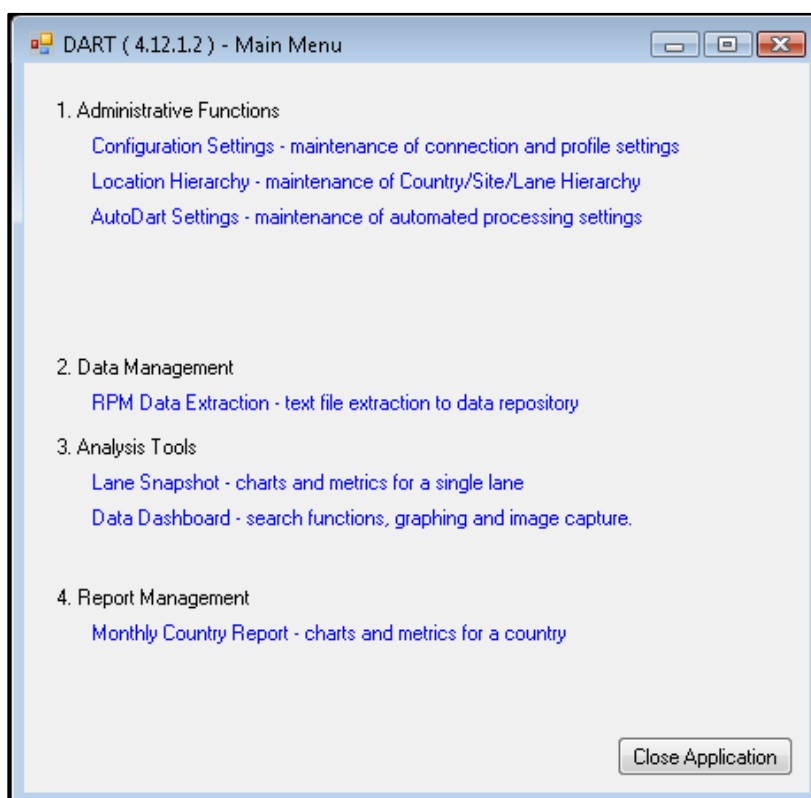 DART ( 4.12.1.2 ) - Main Menu
1. Administrative Functions
Configuration Settings - maintenance of connection and profile settings
Location Hierarchy - maintenance of Country/Site/Lane Hierarchy
AutoDart Settings - maintenance of automated processing settings
2. Data Management
RPM Data Extraction - text file extraction to data repository
3. Analysis Tools
Lane Snapshot - charts and metrics for a single lane
Data Dashboard - search functions, graphing and image capture.
4. Report Management
Monthly Country Report - charts and metrics for a country
Close Application